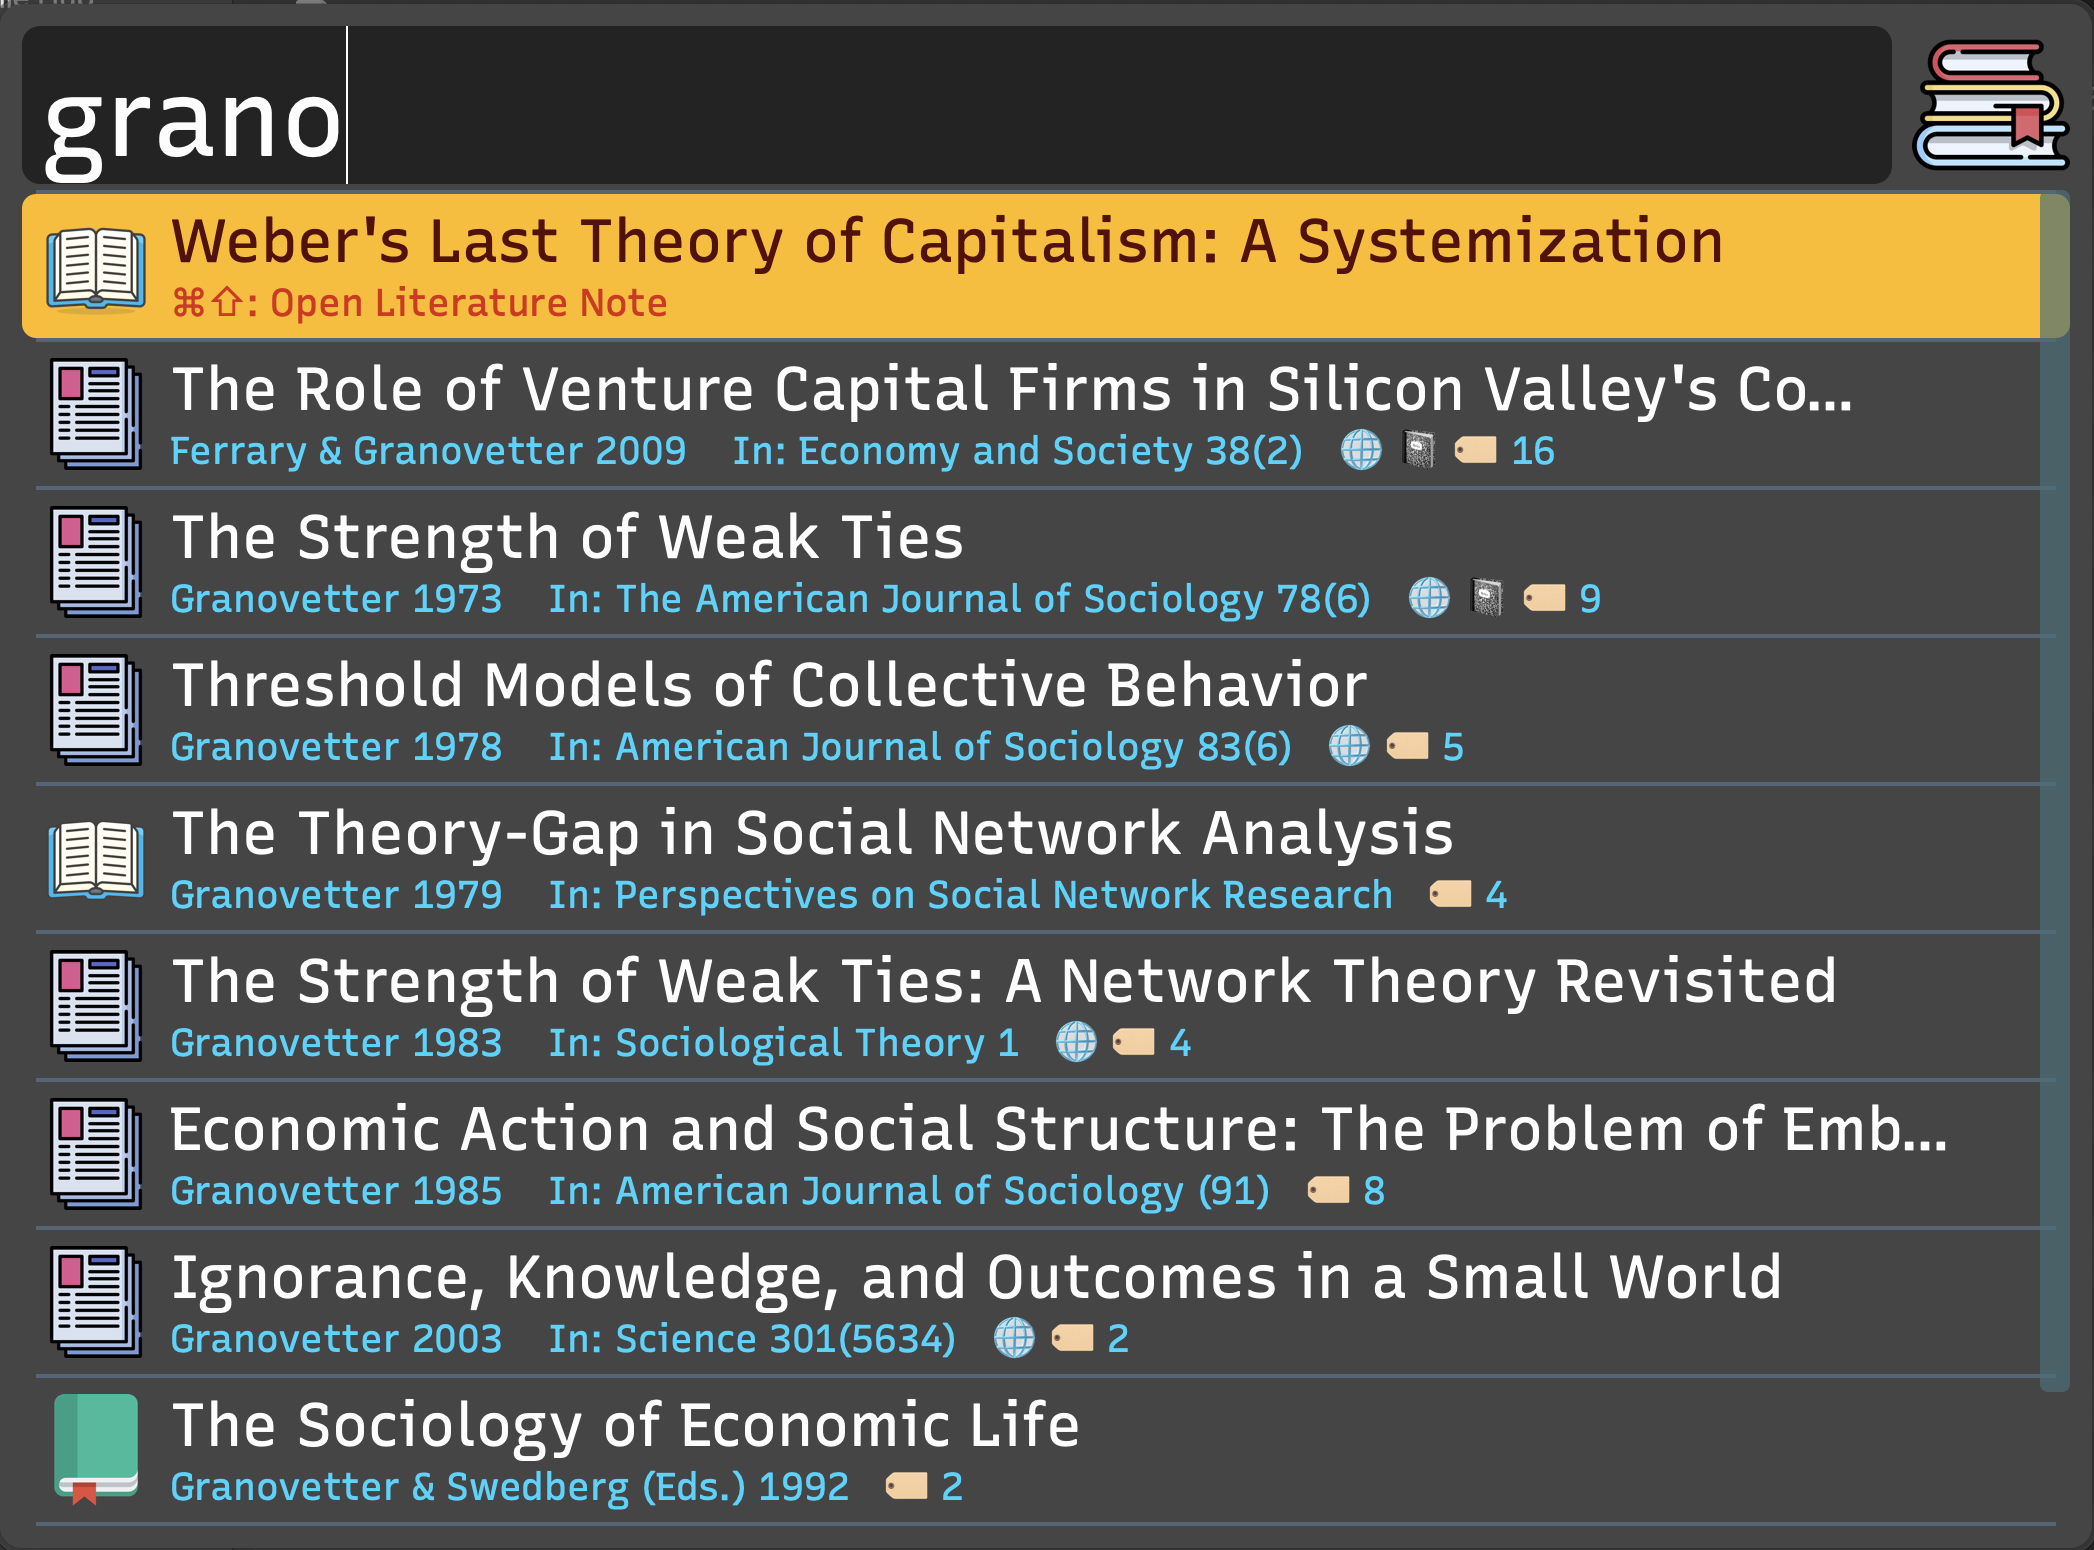 grano
Weber's Last Theory of Capitalism: A Systemization
⌘⇧: Open Literature Note
The Role of Venture Capital Firms in Silicon Valley's Co...
Ferrary & Granovetter 2009 In: Economy and Society 38(2) 16
The Strength of Weak Ties
Granovetter 1973 In: The American Journal of Sociology 78(6) 9
Threshold Models of Collective Behavior
Granovetter 1978 In: American Journal of Sociology 83(6) 5
The Theory-Gap in Social Network Analysis
Granovetter 1979 In: Perspectives on Social Network Research 4
The Strength of Weak Ties: A Network Theory Revisited
Granovetter 1983 In: Sociological Theory 1 4
Economic Action and Social Structure: The Problem of Emb...
Granovetter 1985 In: American Journal of Sociology (91) 8
Ignorance, Knowledge, and Outcomes in a Small World
Granovetter 2003 In: Science 301(5634) 2
The Sociology of Economic Life
Granovetter & Swedberg (Eds.) 1992 2